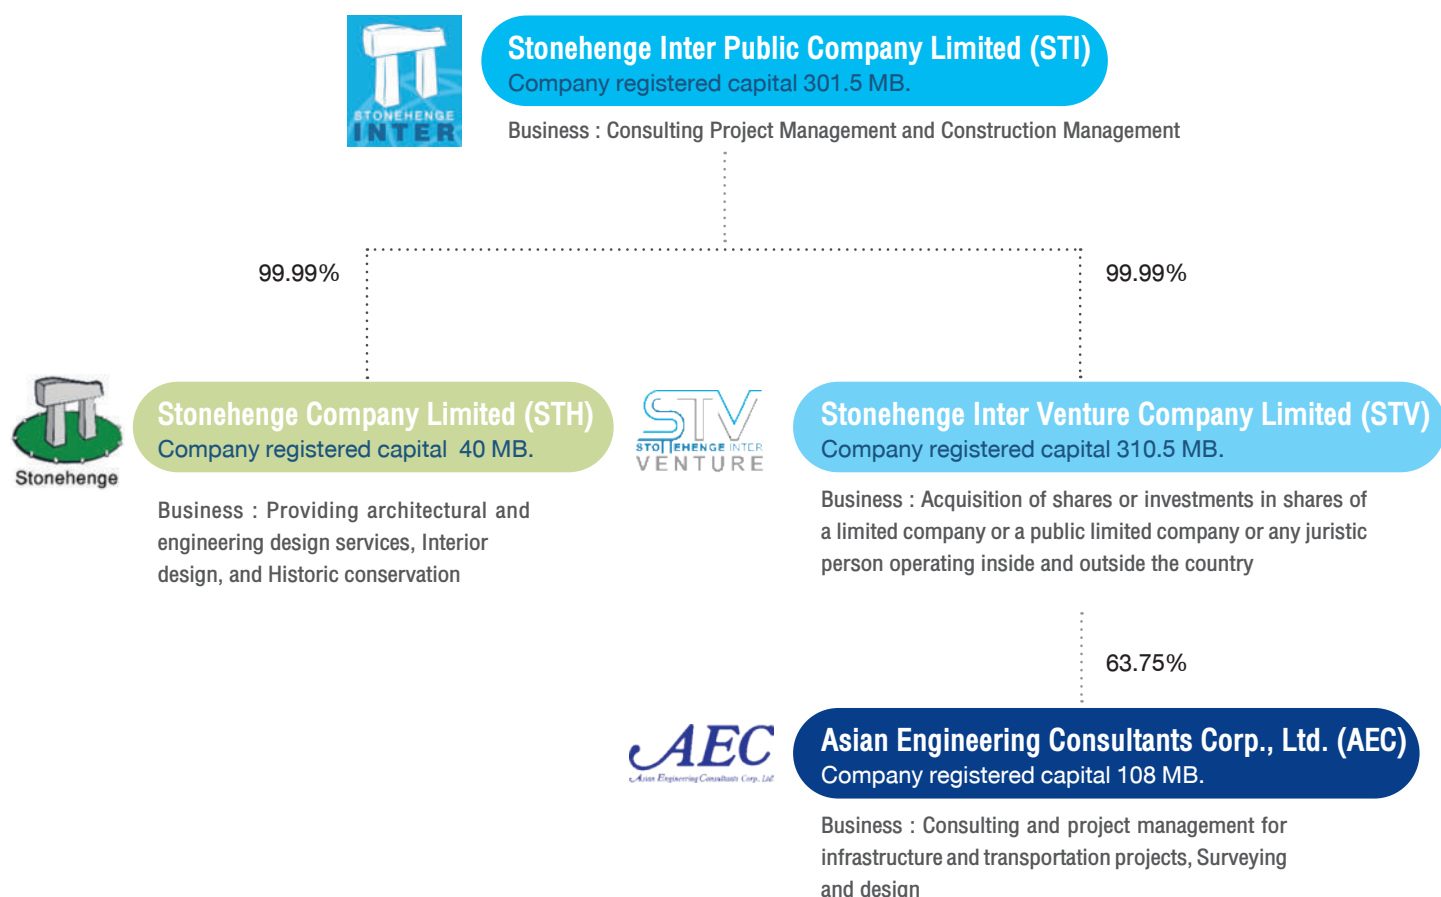 STONEHENGE
INTER
Stonehenge Inter Public Company Limited (STI)
Company registered capital 301.5 MB.
Business : Consulting Project Management and Construction Management
99.99%
99.99%
Stonehenge
Stonehenge Company Limited (STH)
Company registered capital 40 MB.
Business : Providing architectural and
engineering design services, Interior
design, and Historic conservation
STV
STONEHENGE INTER
VENTURE
Stonehenge Inter Venture Company Limited (STV)
Company registered capital 310.5 MB.
Business : Acquisition of shares or investments in shares of
a limited company or a public limited company or any juristic
person operating inside and outside the country
63.75%
AEC
Asian Engineering Consultants Corp., Ltd.
Asian Engineering Consultants Corp., Ltd. (AEC)
Company registered capital 108 MB.
Business : Consulting and project management for
infrastructure and transportation projects, Surveying
and design